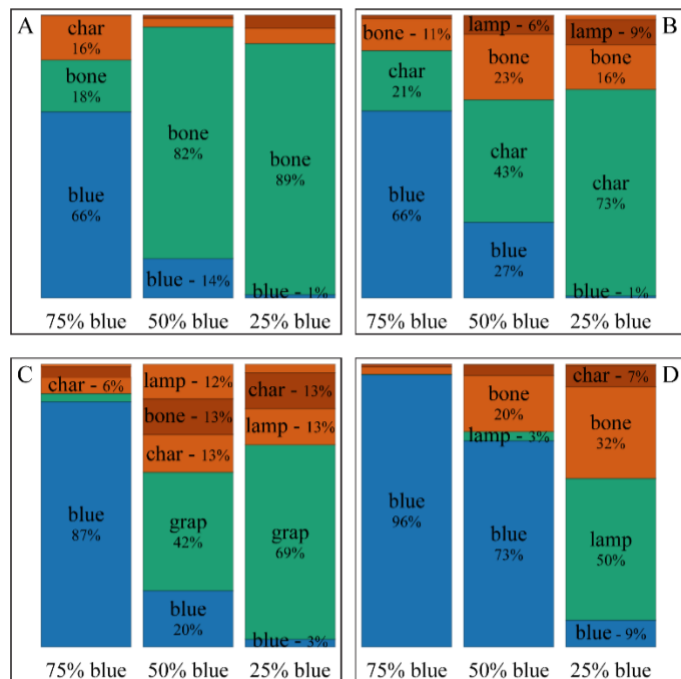 A
char
16%
bone
18%
blue
66%
bone
82%
blue - 14%
bone
89%
blue - 1%
75% blue
50% blue
25% blue
B
bone - 11%
char
21%
blue
66%
lamp - 6%
bone
23%
char
43%
blue
27%
lamp - 9%
bone
16%
char
73%
blue - 1%
75% blue
50% blue
25% blue
C
char - 6%
blue
87%
lamp - 12%
bone - 13%
char - 13%
grap
42%
blue
20%
char - 13%
lamp - 13%
grap
69%
blue - 3%
75% blue
50% blue
25% blue
D
blue
96%
bone
20%
lamp - 3%
blue
73%
char - 7%
bone
32%
lamp
50%
blue - 9%
75% blue
50% blue
25% blue